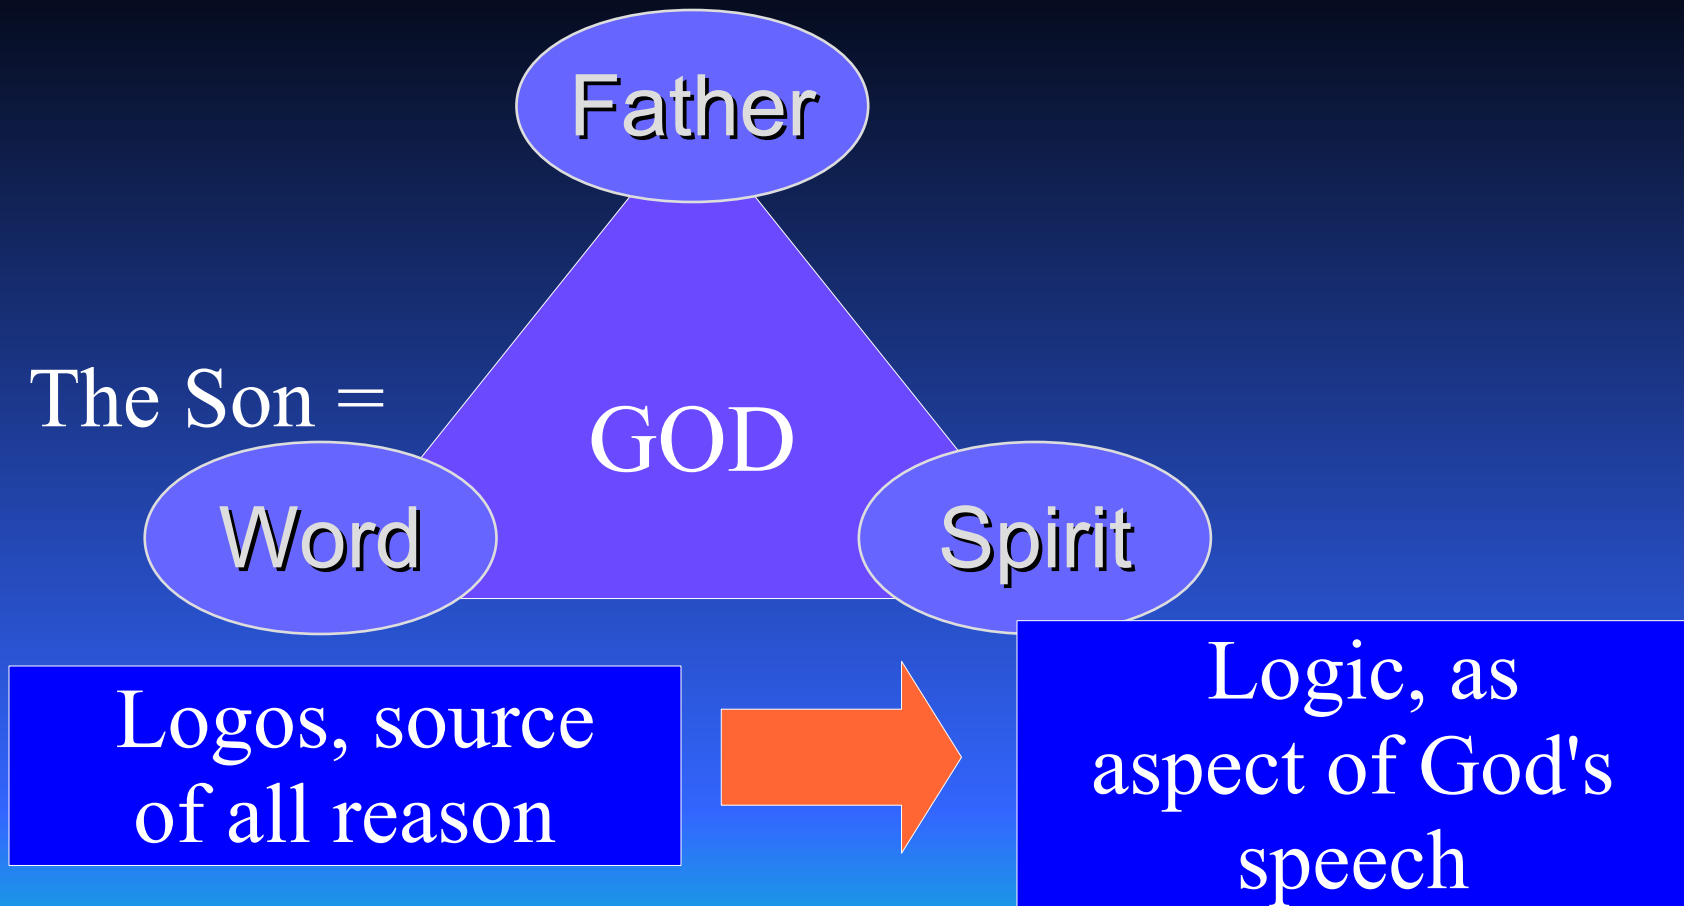 Father
The Son =
GOD
Word
Spirit
Logos, source
of all reason
Logic, as
aspect of God's
speech